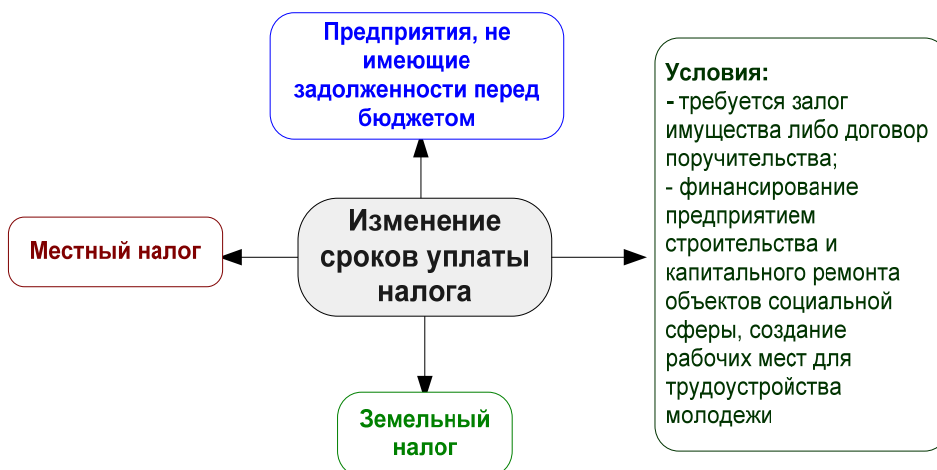 Предприятия, не
имеющие
задолженности перед
бюджетом
Местный налог
Изменение
сроков уплаты
налога
Условия:
- требуется залог
имущества либо договор
поручительства;
- финансирование
предприятием
строительства и
капитального ремонта
объектов социальной
сферы, создание
рабочих мест для
трудоустройства
молодежи
Земельный
налог